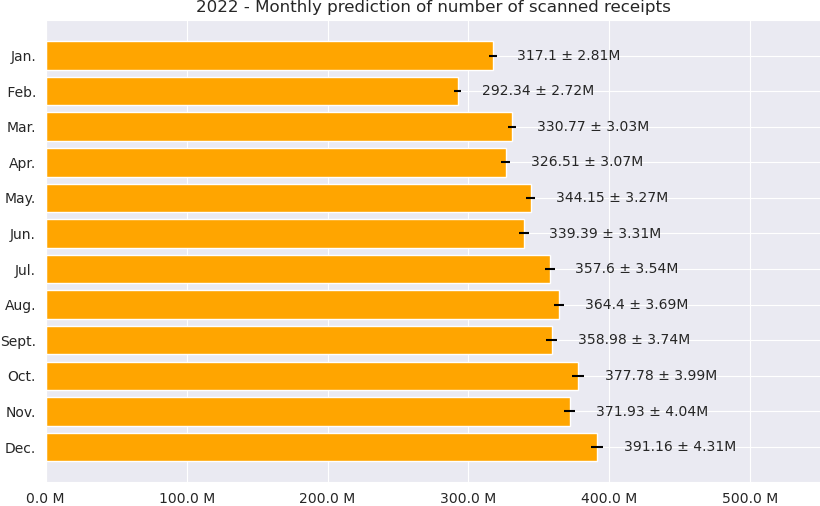 2022 - Monthly prediction of number of scanned receipts
Jan. 317.1 ± 2.81M
Feb. 292.34 ± 2.72M
Mar. 330.77 ± 3.03M
Apr. 326.51 ± 3.07M
May. 344.15 ± 3.27M
Jun. 339.39 ± 3.31M
Jul. 357.6 ± 3.54M
Aug. 364.4 ± 3.69M
Sept. 358.98 ± 3.74M
Oct. 377.78 ± 3.99M
Nov. 371.93 ± 4.04M
Dec. 391.16 ± 4.31M
0.0 M 100.0 M 200.0 M 300.0 M 400.0 M 500.0 M